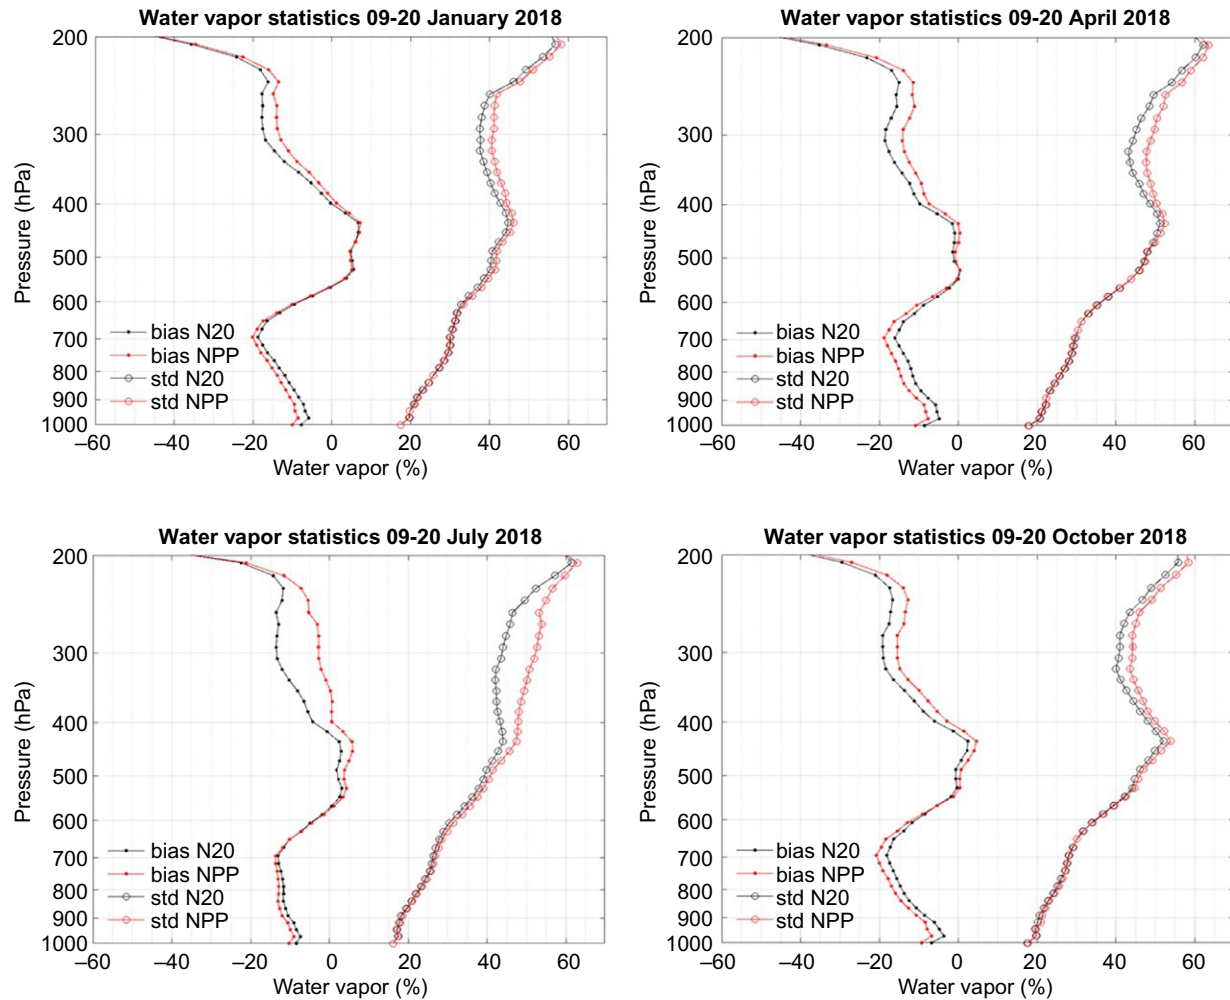 Water vapor statistics 09-20 January 2018
200
300
400
500
600
700
800
900
1000
Pressure (hPa)
bias N20
bias NPP
std N20
std NPP
–60 –40 –20 0 20 40 60
Water vapor (%)
Water vapor statistics 09-20 April 2018
200
300
400
500
600
700
800
900
1000
Pressure (hPa)
bias N20
bias NPP
std N20
std NPP
–60 –40 –20 0 20 40 60
Water vapor (%)
Water vapor statistics 09-20 July 2018
200
300
400
500
600
700
800
900
1000
Pressure (hPa)
bias N20
bias NPP
std N20
std NPP
–60 –40 –20 0 20 40 60
Water vapor (%)
Water vapor statistics 09-20 October 2018
200
300
400
500
600
700
800
900
1000
Pressure (hPa)
bias N20
bias NPP
std N20
std NPP
–60 –40 –20 0 20 40 60
Water vapor (%)